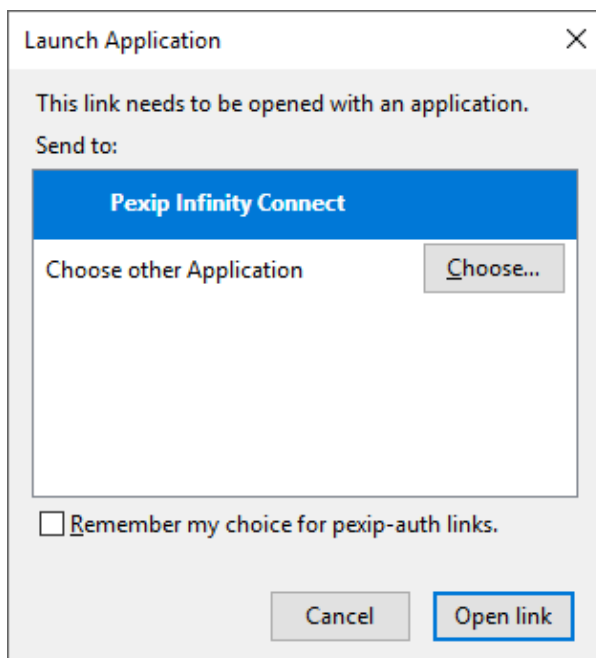 Launch Application
This link needs to be opened with an application.
Send to:
Pexip Infinity Connect
Choose other Application
Choose...
Remember my choice for pexip-auth links.
Cancel
Open link